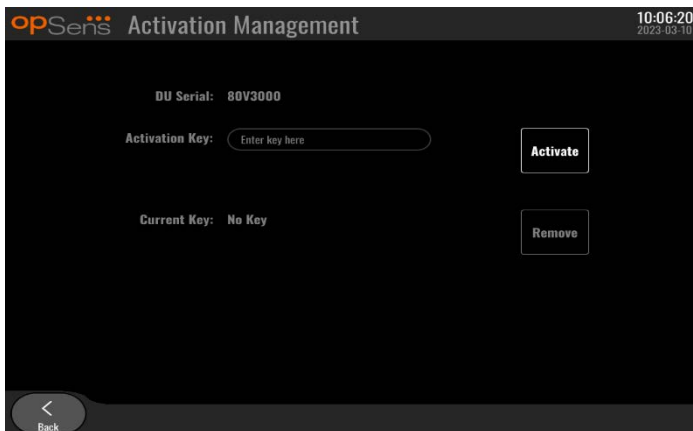 opSens Activation Management 10:06:20
2023-03-10
DU Serial: 80V3000
Activation Key: Enter key here
Activate
Current Key: No Key
Remove
Back